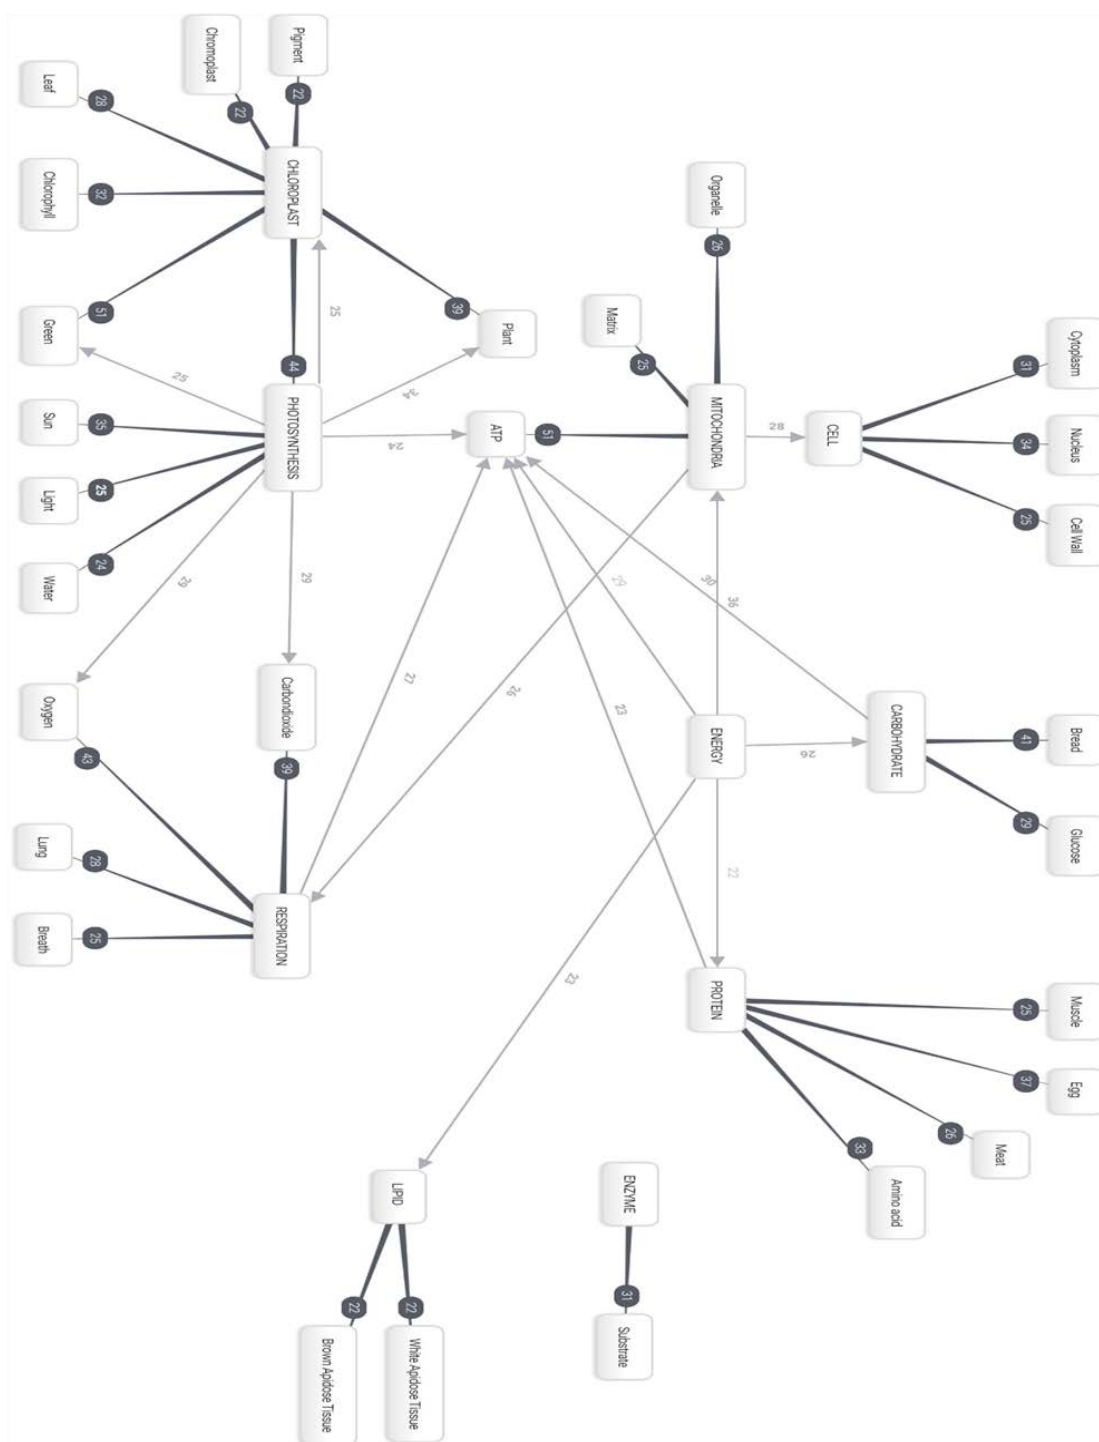 Cytoplasm
31
Nucleus
34
Cell Wall
25
CELL
28
Organelle
26
Matrix
25
MITOCHONDRIA
51
ATP
Bread
41
Glucose
29
CARBOHYDRATE
30
36
29
26
ENERGY
26
23
22
23
Muscle
25
Egg
37
Meat
26
Amino acid
33
PROTEIN
Pigment
22
Chromoplast
22
Leaf
28
Chlorophyll
32
Green
51
CHLOROPLAST
39
Plant
25
44
34
25
PHOTOSYNTHESIS
24
Sun
35
Light
25
Water
24
29
29
27
Carbondioxide
39
Oxygen
43
Lung
28
Breath
25
RESPIRATION
ENZYME
31
Substrate
LIPID
22
White Apidose Tissue
22
Brown Apidose Tissue